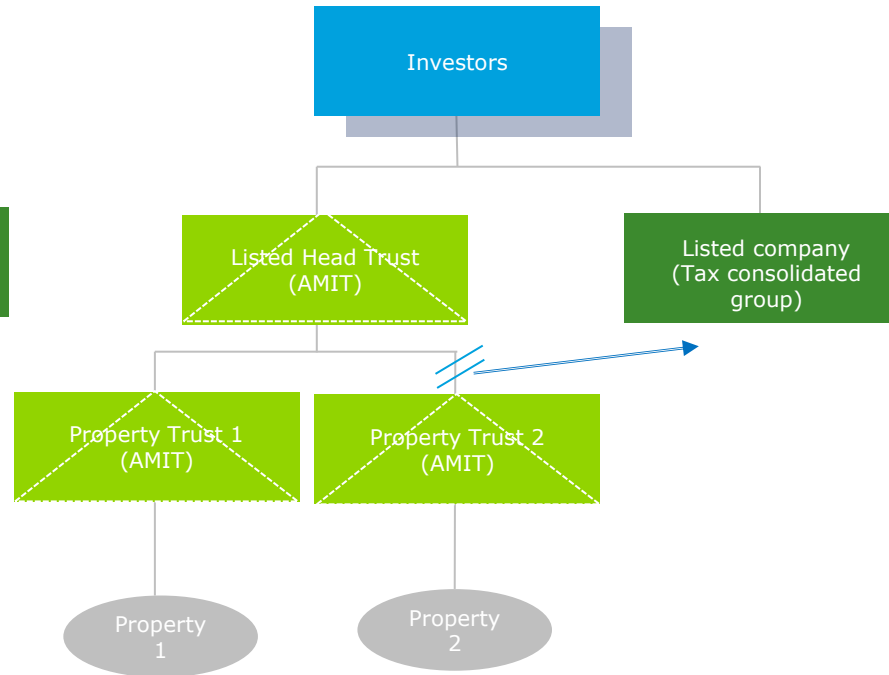 Investors
Listed Head Trust
(AMIT)
Listed company
(Tax consolidated
group)
Property Trust 1
(AMIT)
Property Trust 2
(AMIT)
Property
1
Property
2